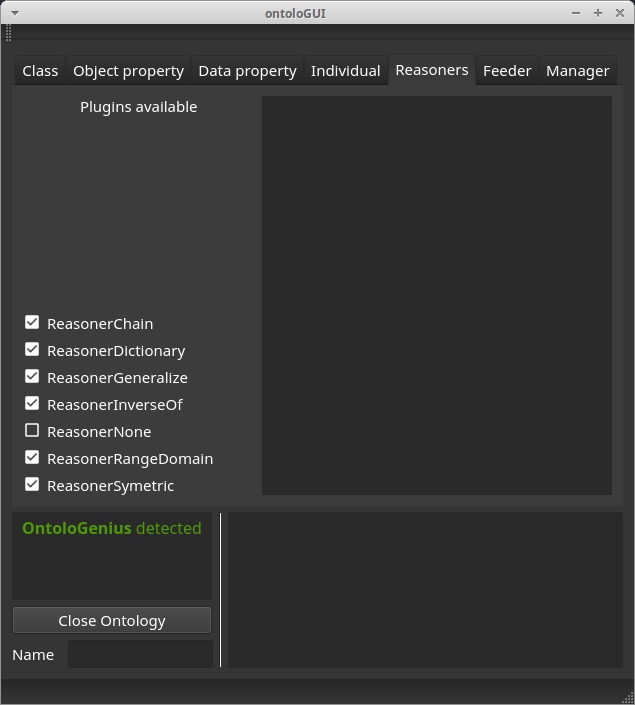 ontoloGUI
Class Object property Data property Individual Reasoners Feeder Manager
Plugins available
ReasonerChain
ReasonerDictionary
ReasonerGeneralize
ReasonerInverseOf
ReasonerNone
ReasonerRangeDomain
ReasonerSymetric
OntoloGenius detected
Close Ontology
Name